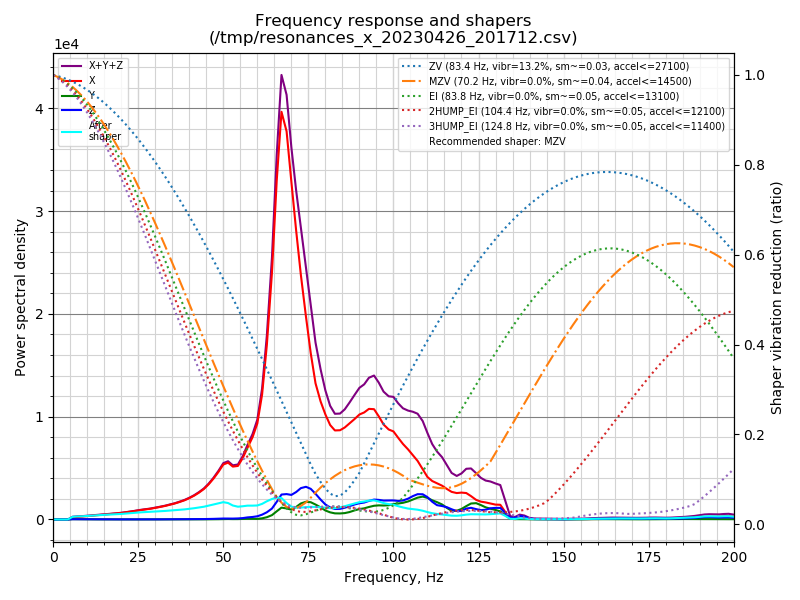 Frequency response and shapers
(/tmp/resonances_x_20230426_201712.csv)
1e4
X+Y+Z
X
Y
Z
After
shaper
ZV (83.4 Hz, vibr=13.2%, sm~=0.03, accel<=27100)
MZV (70.2 Hz, vibr=0.0%, sm~=0.04, accel<=14500)
EI (83.8 Hz, vibr=0.0%, sm~=0.05, accel<=13100)
2HUMP_EI (104.4 Hz, vibr=0.0%, sm~=0.05, accel<=12100)
3HUMP_EI (124.8 Hz, vibr=0.0%, sm~=0.05, accel<=11400)
Recommended shaper: MZV
Power spectral density
4
3
2
1
0
1.0
0.8
0.6
0.4
0.2
0.0
Shaper vibration reduction (ratio)
0 25 50 75 100 125 150 175 200
Frequency, Hz